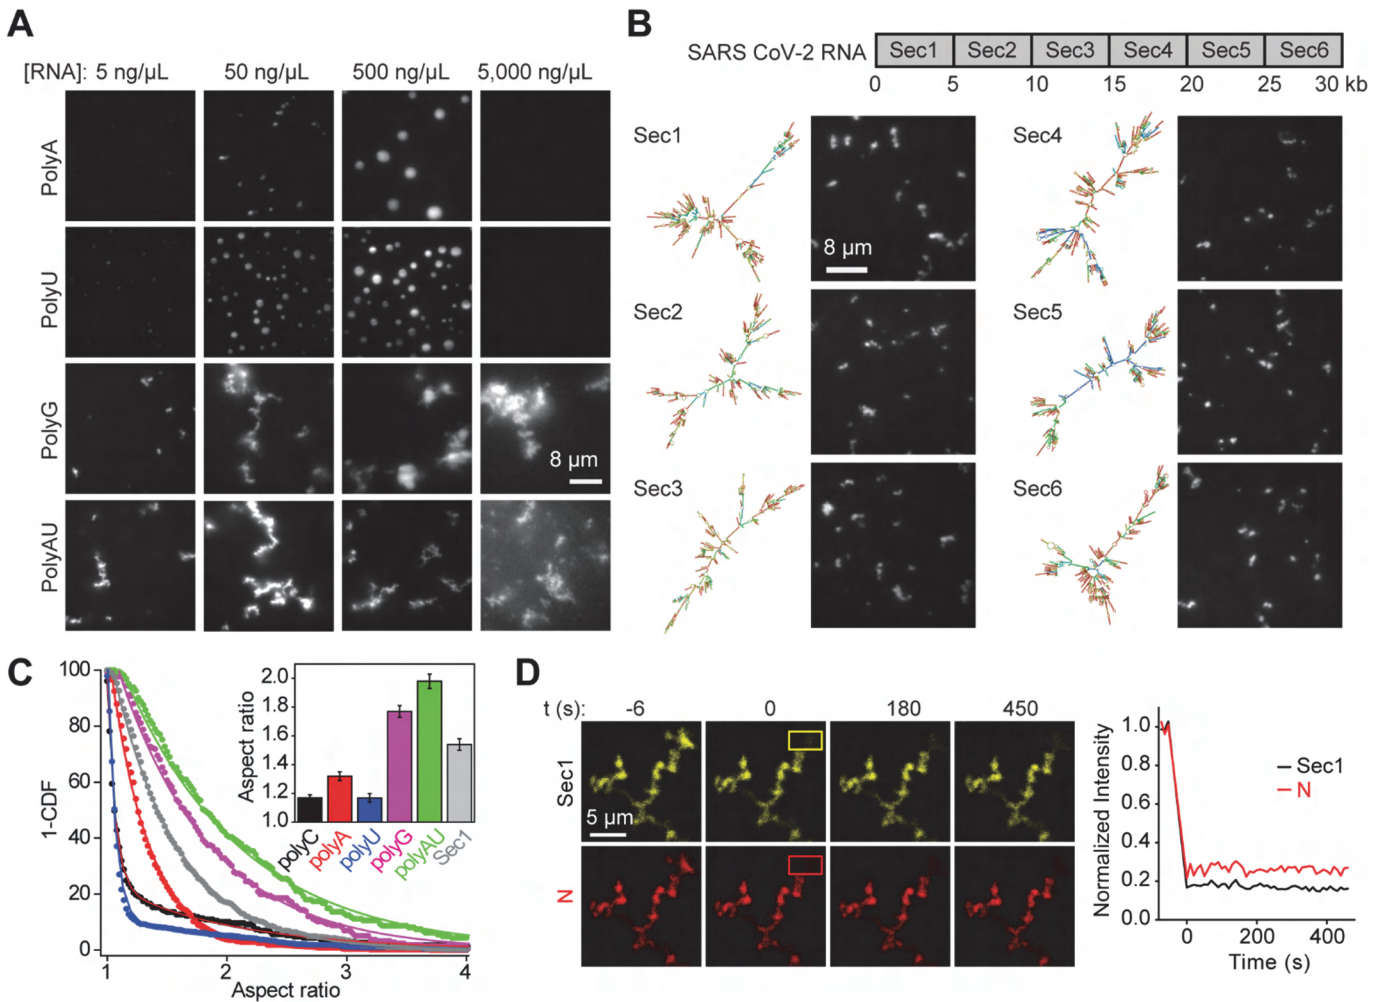 A
[RNA]: 5 ng/µL 50 ng/µL 500 ng/µL 5,000 ng/µL
PolyA
PolyU
PolyG
8 µm
PolyAU
B
SARS CoV-2 RNA Sec1 Sec2 Sec3 Sec4 Sec5 Sec6
0 5 10 15 20 25 30 kb
Sec1
8 µm
Sec4
Sec2
Sec5
Sec3
Sec6
C
1-CDF
100
80
60
40
20
0
1 2 3 4
Aspect ratio
Aspect ratio
2.0
1.8
1.6
1.4
1.2
1.0
polyC polyA polyU polyG polyAU Sec1
D
t (s): -6 0 180 450
Sec1
5 µm
N
Normalized Intensity
1.0
0.8
0.6
0.4
0.2
0.0
Sec1
N
0 200 400
Time (s)